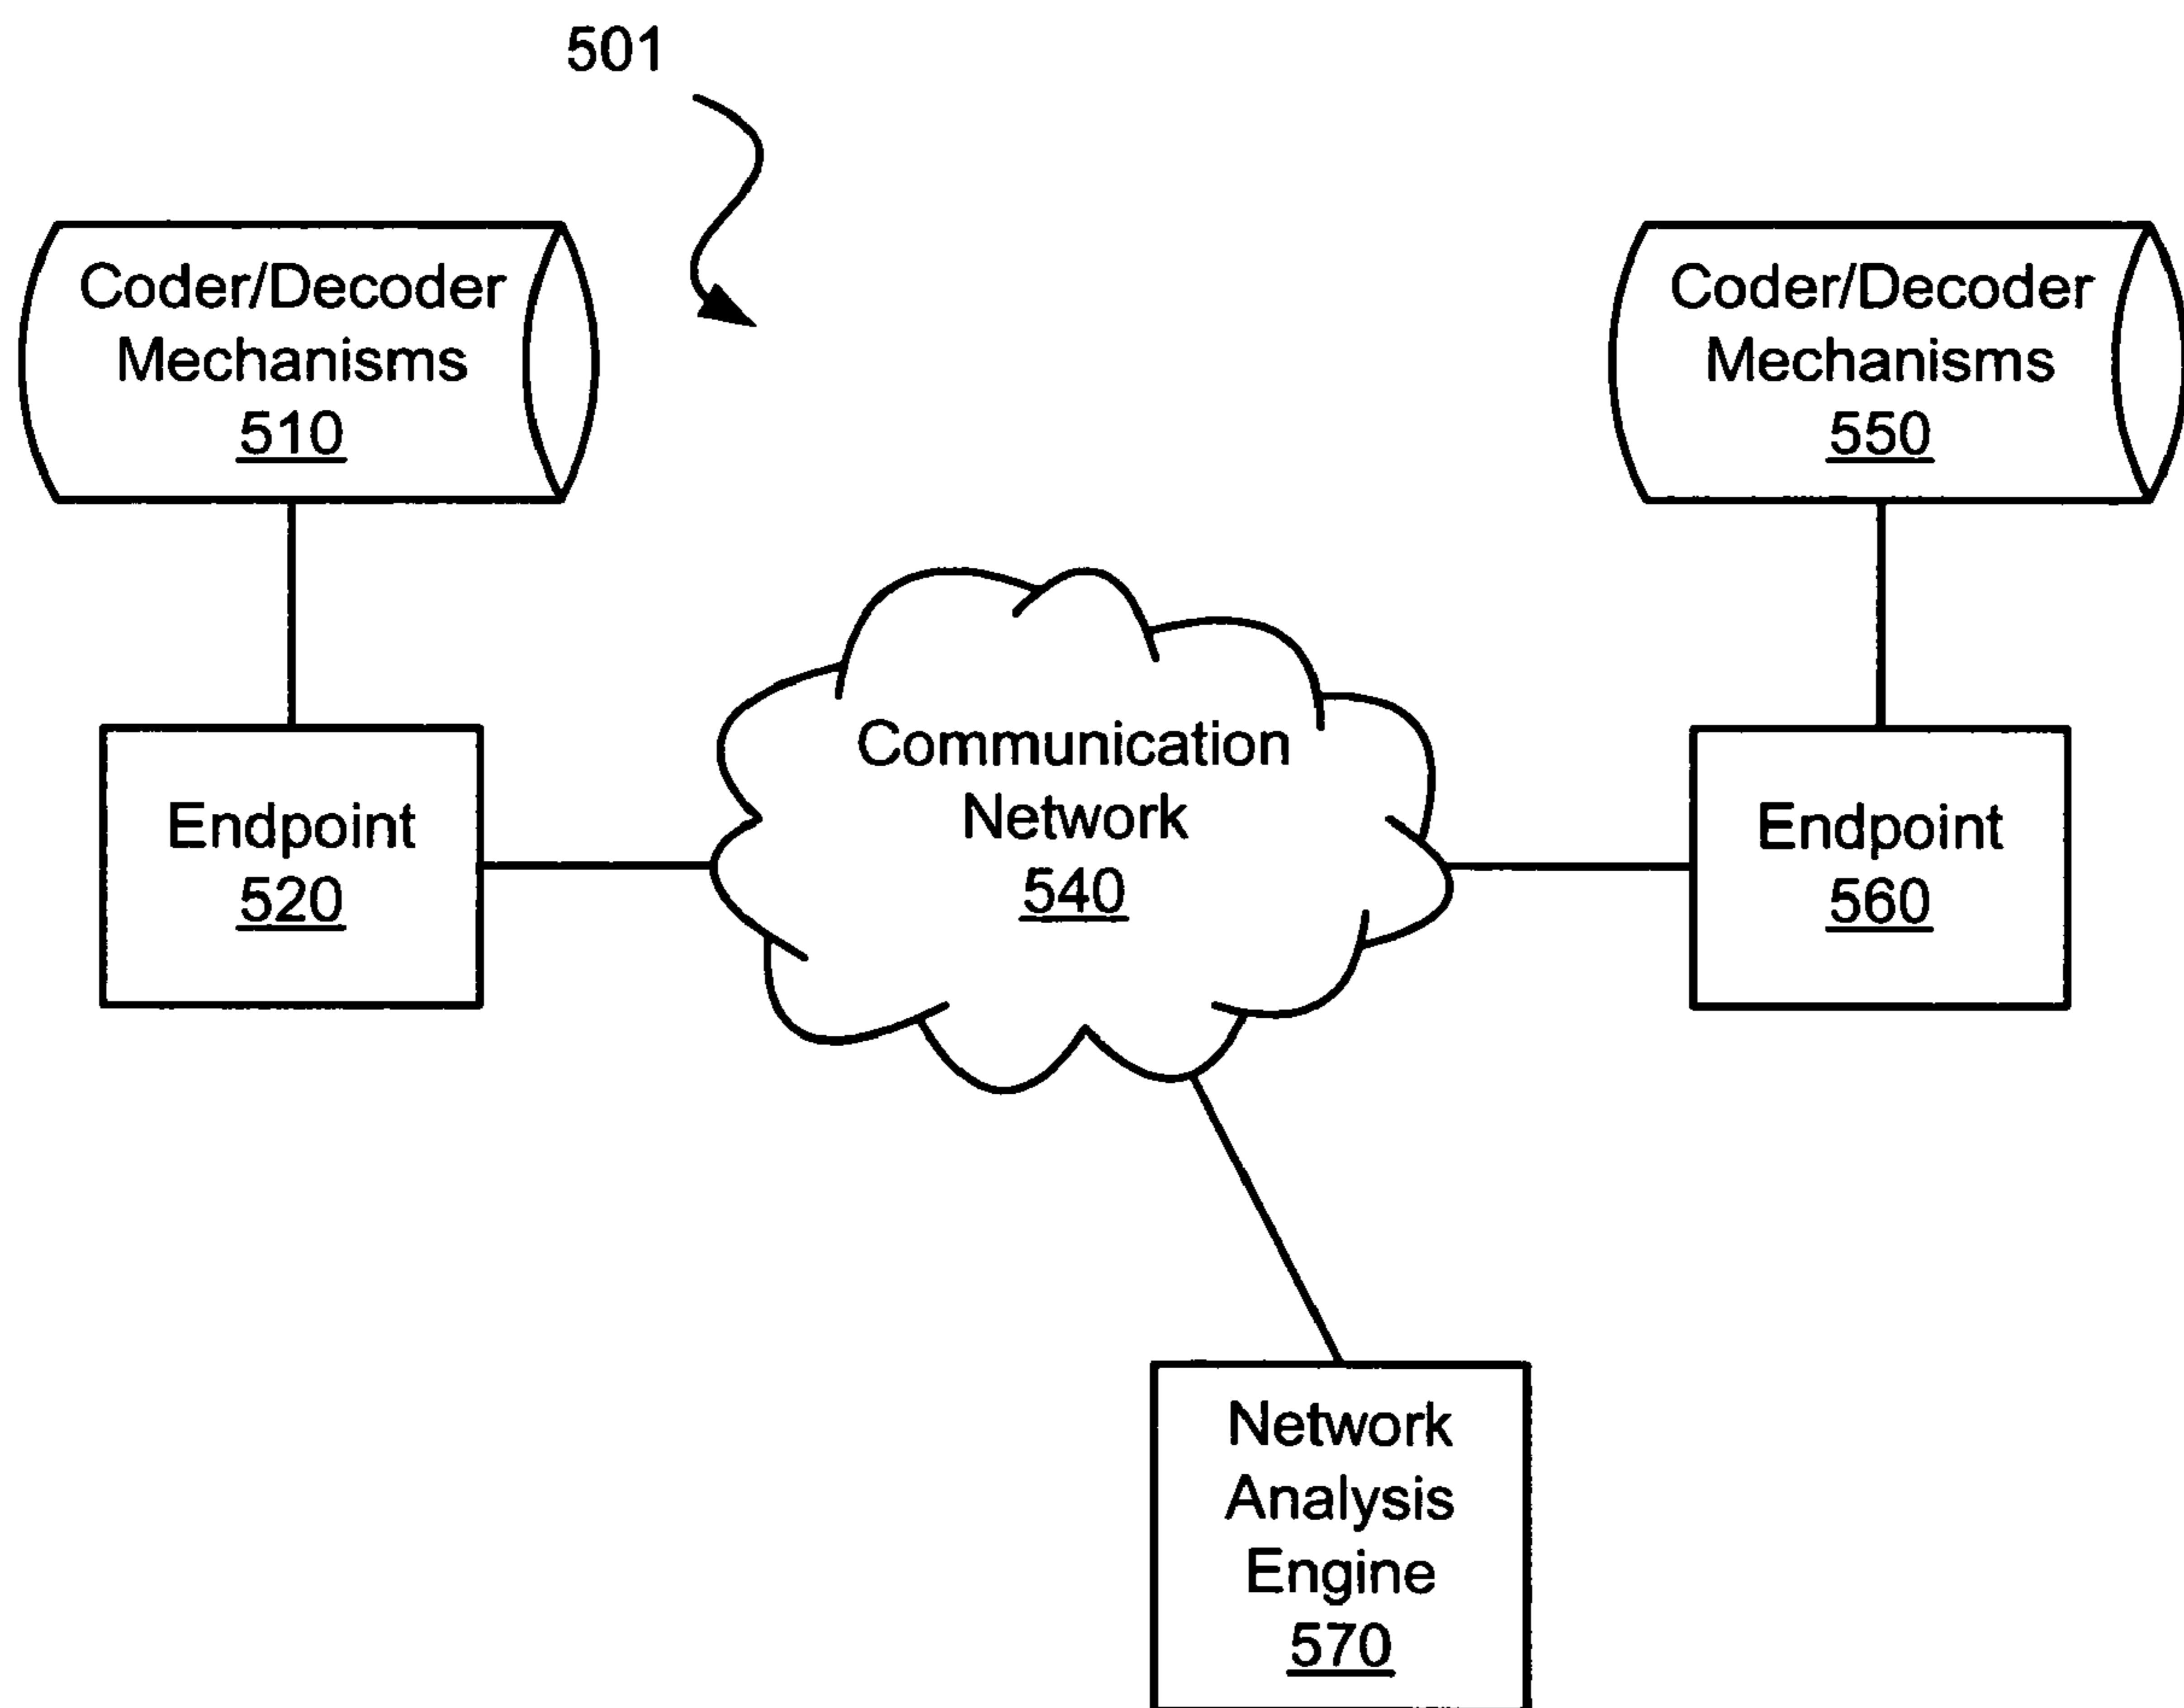 501
Coder/Decoder
Mechanisms
510
Coder/Decoder
Mechanisms
550
Endpoint
520
Communication
Network
540
Endpoint
560
Network
Analysis
Engine
570